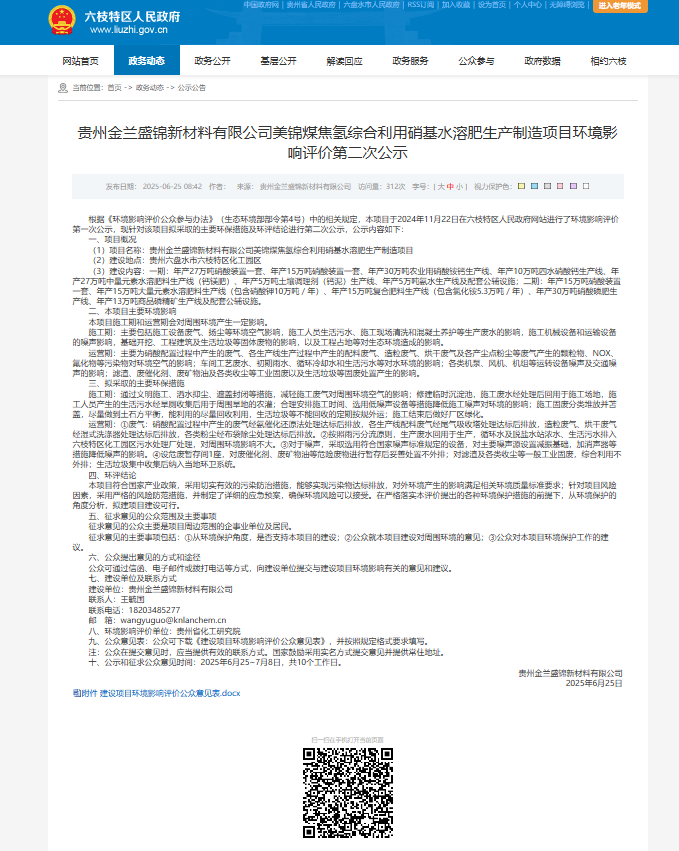 中国政府网 | 贵州省人民政府 | 六盘水市人民政府 | RSS订阅 | 加入收藏 | 设为首页 | 个人中心 | 无障碍浏览 | 进入老年模式
六枝特区人民政府
www.liuzhi.gov.cn
网站首页 政务动态 政务公开 基层公开 解读回应 政务服务 公众参与 政府数据 相约六枝
当前位置: 首页 -> 政务动态 -> 公示公告
贵州金兰盛锦新材料有限公司美锦煤焦氢综合利用硝基水溶肥生产制造项目环境影
响评价第二次公示
发布日期: 2025-06-25 08:42 作者: 来源: 贵州金兰盛锦新材料有限公司 访问量: 312次 字号:[ 大 中 小 ] 视力保护色:
根据《环境影响评价公众参与办法》（生态环境部部令第4号）中的相关规定，本项目于2024年11月22日在六枝特区人民政府网站进行了环境影响评价
第一次公示，现针对该项目拟采取的主要环保措施及环评结论进行第二次公示，公示内容如下：
一、项目概况
（1）项目名称：贵州金兰盛锦新材料有限公司美锦煤焦氢综合利用硝基水溶肥生产制造项目
（2）建设地点：贵州六盘水市六枝特区化工园区
（3）建设内容：一期：年产27万吨硝酸装置一套、年产15万吨硝酸装置一套、年产30万吨农业用硝酸铵钙生产线、年产10万吨四水硝酸钙生产线、年
产27万吨中量元素水溶肥料生产线（钙镁肥）、年产5万吨土壤调理剂（钙泥）生产线、年产5万吨氨水生产线及配套公辅设施；二期：年产15万吨硝酸装置
一套、年产15万吨大量元素水溶肥料生产线（包含硝酸钾10万吨／年）、年产15万吨复合肥料生产线（包含氯化铵5.3万吨／年）、年产30万吨硝酸磷肥生
产线、年产13万吨商品磷精矿生产线及配套公辅设施。
二、本项目主要环境影响
本项目施工期和运营期会对周围环境产生一定影响。
施工期：主要包括施工设备废气、扬尘等环境空气影响，施工人员生活污水、施工现场清洗和混凝土养护等生产废水的影响，施工机械设备和运输设备
的噪声影响，基础开挖、工程建筑及生活垃圾等固体废物的影响，以及工程占地等对生态环境造成的影响。
运营期：主要为硝酸配置过程中产生的废气、各生产线生产过程中产生的配料废气、造粒废气、烘干废气及各产尘点粉尘等废气产生的颗粒物、NOX、
氟化物等污染物对环境空气的影响；车间工艺废水、初期雨水、循环冷却水和生活污水等对水环境的影响；各类机泵、风机、机组等运转设备噪声及交通噪
声的影响；滤渣、废催化剂、废矿物油及各类收尘等工业固废以及生活垃圾等固废处置产生的影响。
三、拟采取的主要环保措施
施工期：通过文明施工、洒水抑尘、遮盖封闭等措施，减轻施工废气对周围环境空气的影响；修建临时沉淀池，施工废水经处理后回用于施工场地，施
工人员产生的生活污水经旱厕收集后用于周围旱地的农灌；合理安排施工时间、选用低噪声设备等措施降低施工噪声对环境的影响；施工固废分类堆放并苫
盖，尽量做到土石方平衡，能利用的尽量回收利用，生活垃圾等不能回收的定期按规外运；施工结束后做好厂区绿化。
运营期：①废气：硝酸配置过程中产生的废气经氨催化还原法处理达标后排放，各生产线配料废气经尾气吸收塔处理达标后排放，造粒废气、烘干废气
经湿式洗涤器处理达标后排放，各类粉尘经布袋除尘处理达标后排放。②按照雨污分流原则，生产废水回用于生产，循环水及脱盐水站浓水、生活污水排入
六枝特区化工园区污水处理厂处理，对周围环境影响不大。③对于噪声，采取选用符合国家噪声标准规定的设备，对主要噪声源设置减振基础、加消声器等
措施降低噪声的影响。④设危废暂存间1座，对废催化剂、废矿物油等危险废物进行暂存后妥善处置不外排；对滤渣及各类收尘等一般工业固废，综合利用不
外排；生活垃圾集中收集后纳入当地环卫系统。
四、环评结论
本项目符合国家产业政策，采用切实有效的污染防治措施，能够实现污染物达标排放，对外环境产生的影响满足相关环境质量标准要求；针对项目风险
因素，采用严格的风险防范措施，并制定了详细的应急预案，确保环境风险可以接受。在严格落实本评价提出的各种环境保护措施的前提下，从环境保护的
角度分析，拟建项目建设可行。
五、征求意见的公众范围及主要事项
征求意见的公众主要是项目周边范围的企事业单位及居民。
征求意见的主要事项包括：①从环境保护角度，是否支持本项目的建设；②公众就本项目建设对周围环境的意见；③公众对本项目环境保护工作的建
议。
六、公众提出意见的方式和途径
公众可通过信函、电子邮件或拨打电话等方式，向建设单位提交与建设项目环境影响有关的意见和建议。
七、建设单位及联系方式
建设单位：贵州金兰盛锦新材料有限公司
联系人：王毓国
联系电话：18203485277
邮 箱：wangyuguo@knlanchem.cn
八、环境影响评价单位：贵州省化工研究院
九、公众意见表：公众可下载《建设项目环境影响评价公众意见表》，并按照规定格式要求填写。
注：公众在提交意见时，应当提供有效的联系方式。国家鼓励采用实名方式提交意见并提供常住地址。
十、公示和征求公众意见时间：2025年6月25~7月8日，共10个工作日。
贵州金兰盛锦新材料有限公司
2025年6月25日
附件 建设项目环境影响评价公众意见表.docx
扫一扫在手机打开当前页面